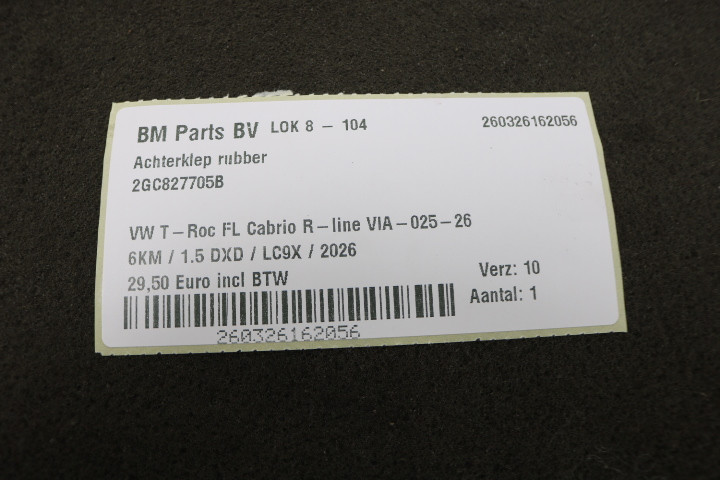 BM Parts BV LOK 8 - 104 260326162056
Achterklep rubber
2GC827705B
VW T-Roc FL Cabrio R-line VIA-025-26
6KM / 1.5 DXD / LC9X / 2026
29,50 Euro incl BTW
Verz: 10
Aantal: 1
260326162056